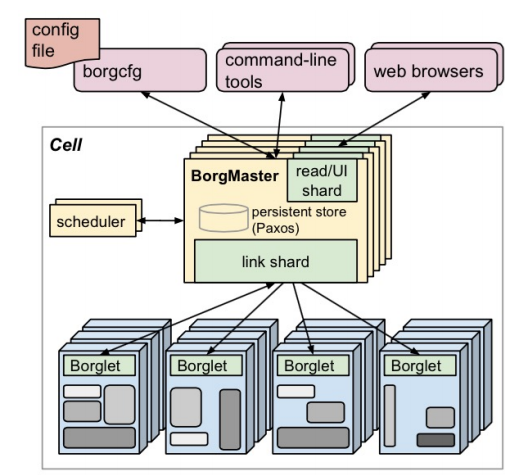 config
file
borgcfg
command-line
tools
web browsers
Cell
BorgMaster
read/UI
shard
persistent store
(Paxos)
scheduler
link shard
Borglet
Borglet
Borglet
Borglet